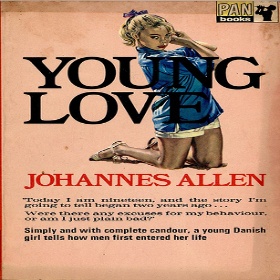 PAN
books
YOUNG
LOVE
JOHANNES ALLEN
"Today I am nineteen, and the story I'm
going to tell began two years ago ...
Were there any excuses for my behaviour,
or am I just plain bad?"
Simply and with complete candour, a young Danish
girl tells how men first entered her life